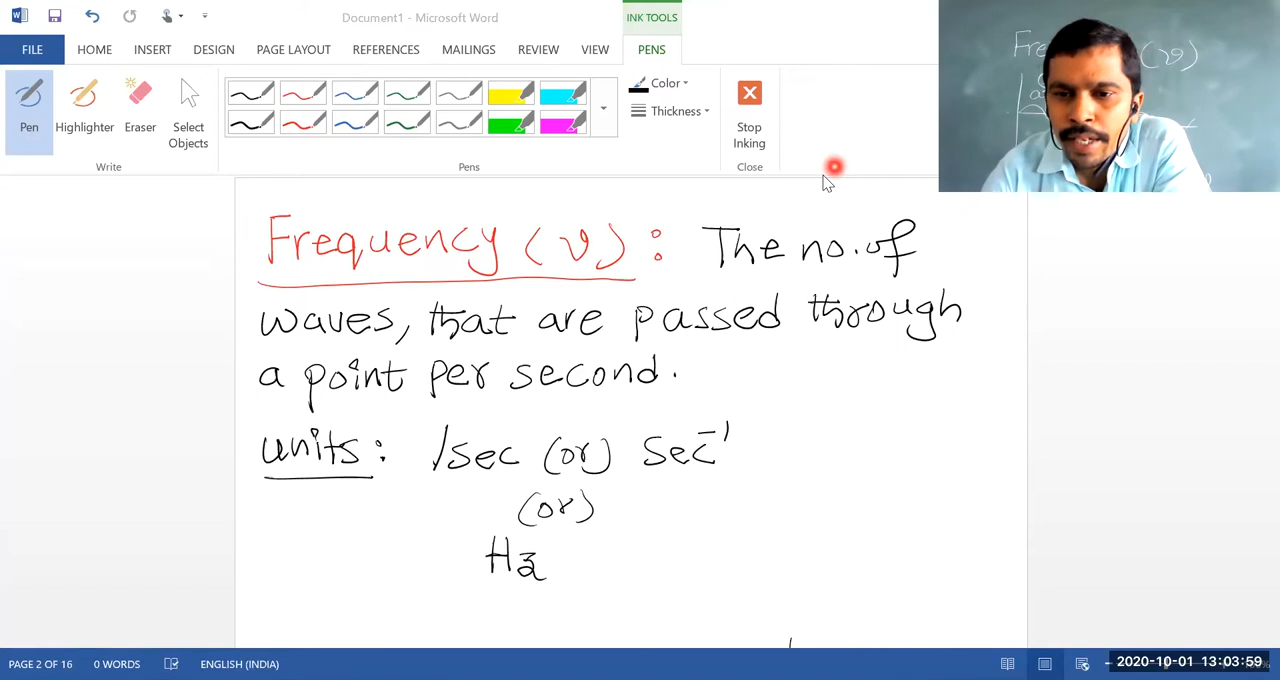 Document1 - Microsoft Word
INK TOOLS
FILE HOME INSERT DESIGN PAGE LAYOUT REFERENCES MAILINGS REVIEW VIEW PENS
Pen
Highlighter
Eraser
Select Objects
Color
Thickness
Stop Inking
Write
Pens
Close
Frequency (ϑ) : The no. of
waves, that are passed through
a point per second.
units : /sec (or) Sec⁻¹
(or)
Hz
PAGE 2 OF 16 0 WORDS ENGLISH (INDIA)
2020-10-01 13:03:59